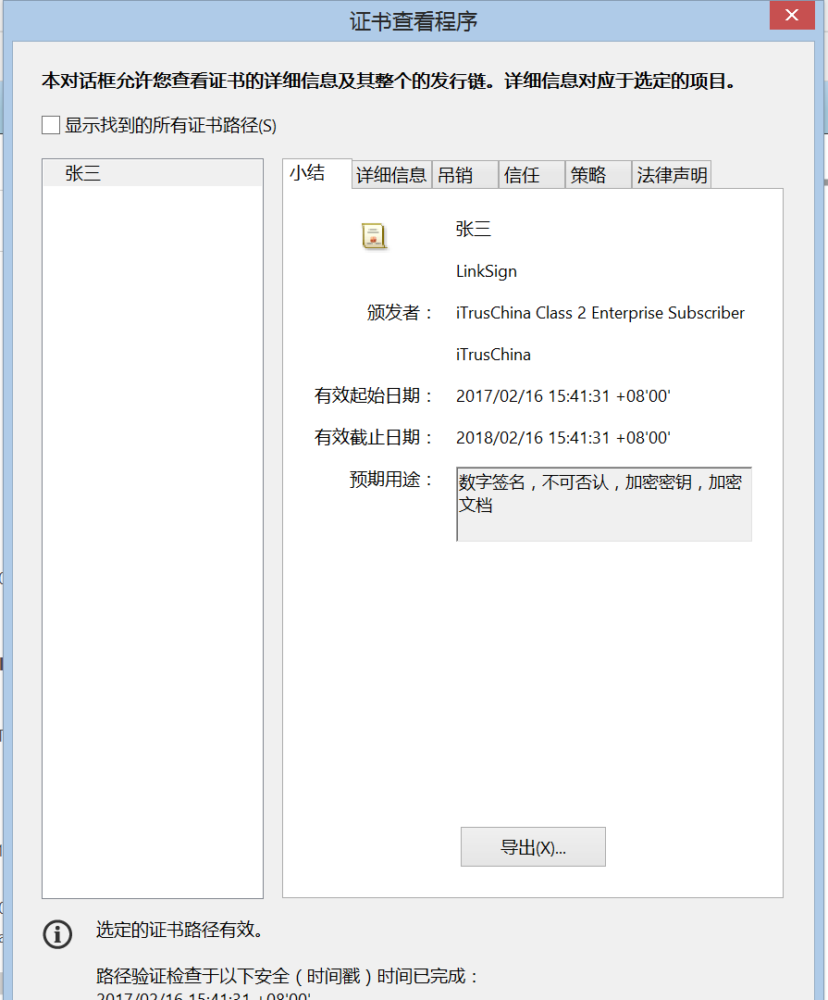 证书查看程序
本对话框允许您查看证书的详细信息及其整个的发行链。详细信息对应于选定的项目。
显示找到的所有证书路径(S)
张三
小结 详细信息 吊销 信任 策略 法律声明
张三
LinkSign
颁发者： iTrusChina Class 2 Enterprise Subscriber
iTrusChina
有效起始日期： 2017/02/16 15:41:31 +08'00'
有效截止日期： 2018/02/16 15:41:31 +08'00'
预期用途： 数字签名，不可否认，加密密钥，加密
文档
导出(X)...
选定的证书路径有效。
路径验证检查于以下安全（时间戳）时间已完成：
2017/02/16 15:41:31 +08'00'